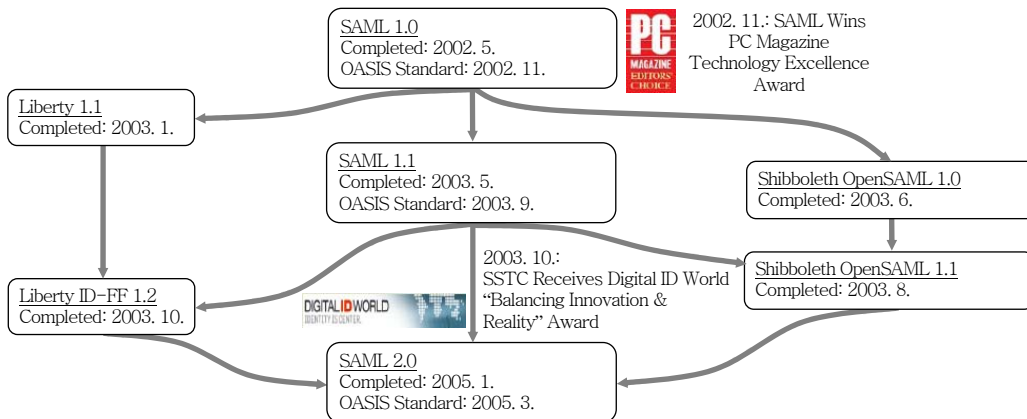 SAML 1.0
Completed: 2002. 5.
OASIS Standard: 2002. 11.
PC
MAGAZINE
EDITORS'
CHOICE
2002. 11.: SAML Wins
PC Magazine
Technology Excellence
Award
Liberty 1.1
Completed: 2003. 1.
SAML 1.1
Completed: 2003. 5.
OASIS Standard: 2003. 9.
Shibboleth OpenSAML 1.0
Completed: 2003. 6.
2003. 10.:
SSTC Receives Digital ID World
“Balancing Innovation &
Reality” Award
Shibboleth OpenSAML 1.1
Completed: 2003. 8.
Liberty ID-FF 1.2
Completed: 2003. 10.
DIGITALIDWORLD
IDENTITY IS CENTER.
SAML 2.0
Completed: 2005. 1.
OASIS Standard: 2005. 3.